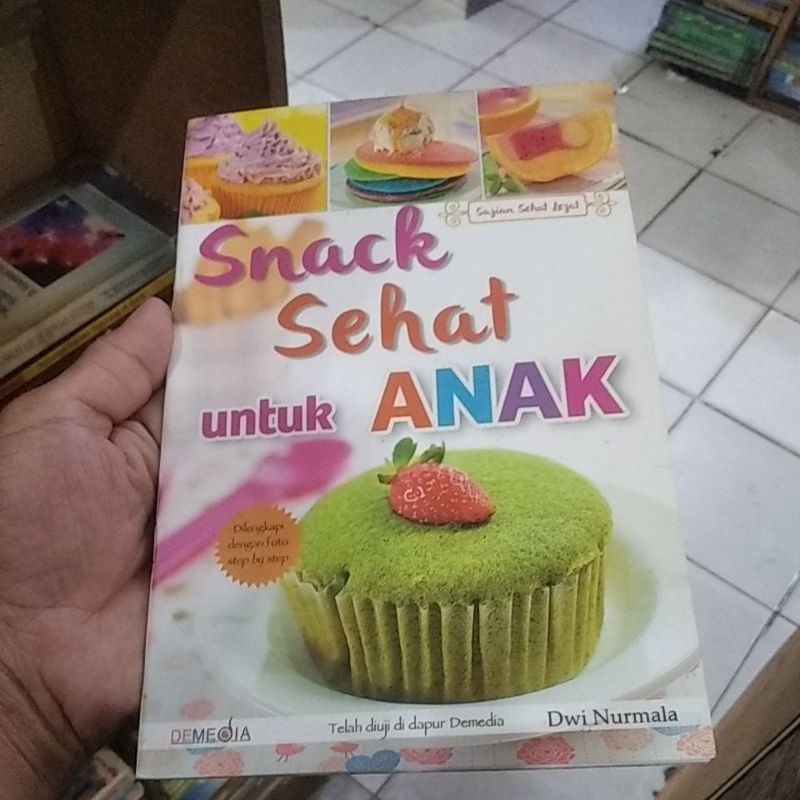 Sajian Sehat Lezat
Snack
Sehat
untuk ANAK
Dilengkapi
dengan foto
step by step
DEMEDIA
Telah diuji di dapur Demedia
Dwi Nurmala